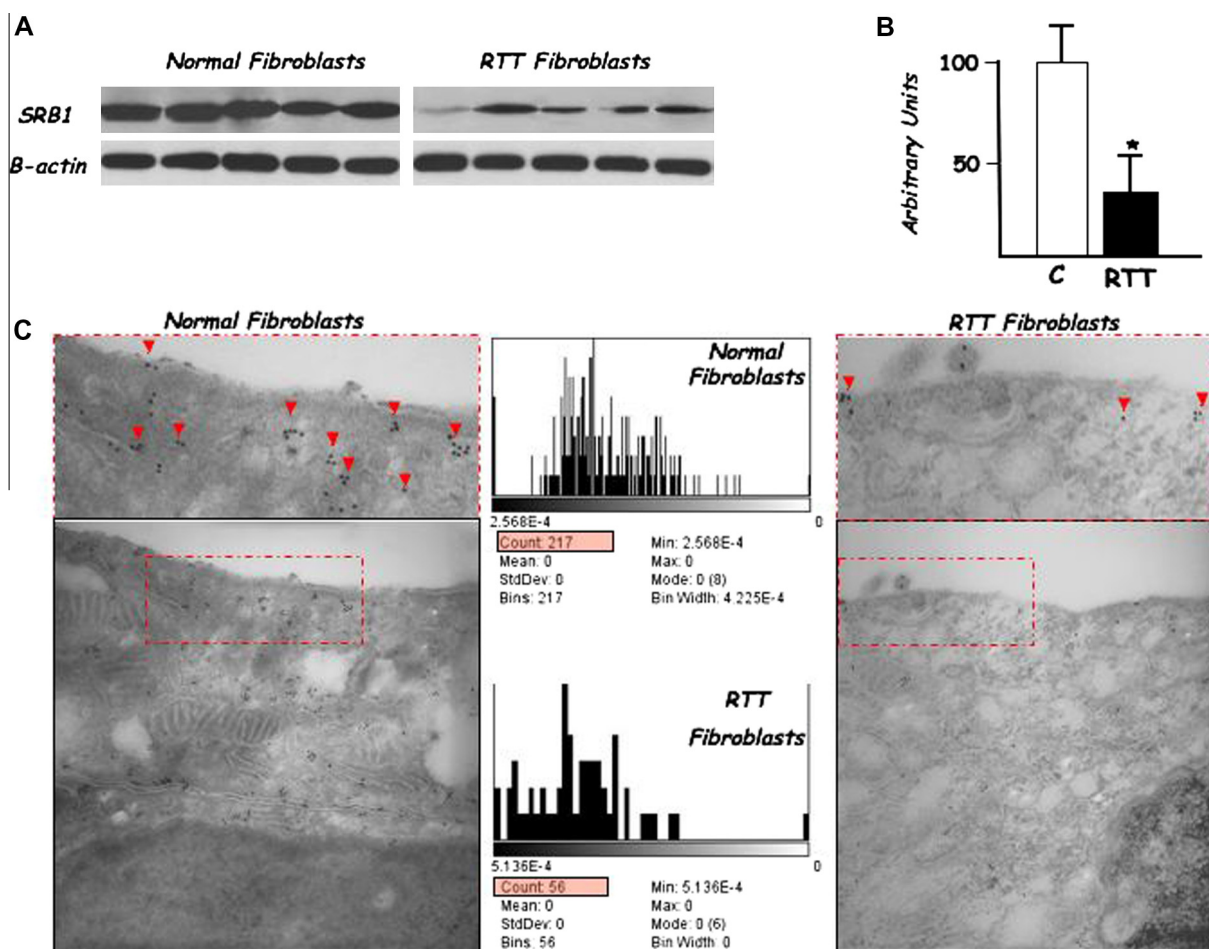 A
Normal Fibroblasts
RTT Fibroblasts
SRB1
B-actin
B
Arbitrary Units
100
50
*
C
RTT
C
Normal Fibroblasts
RTT Fibroblasts
Normal
Fibroblasts
2.568E-4
0
Count: 217
Min: 2.568E-4
Mean: 0
Max: 0
StdDev: 0
Mode: 0 (8)
Bins: 217
Bin Width: 4.225E-4
RTT
Fibroblasts
5.136E-4
0
Count: 56
Min: 5.136E-4
Mean: 0
Max: 0
StdDev: 0
Mode: 0 (6)
Bins: 56
Bin Width: 0